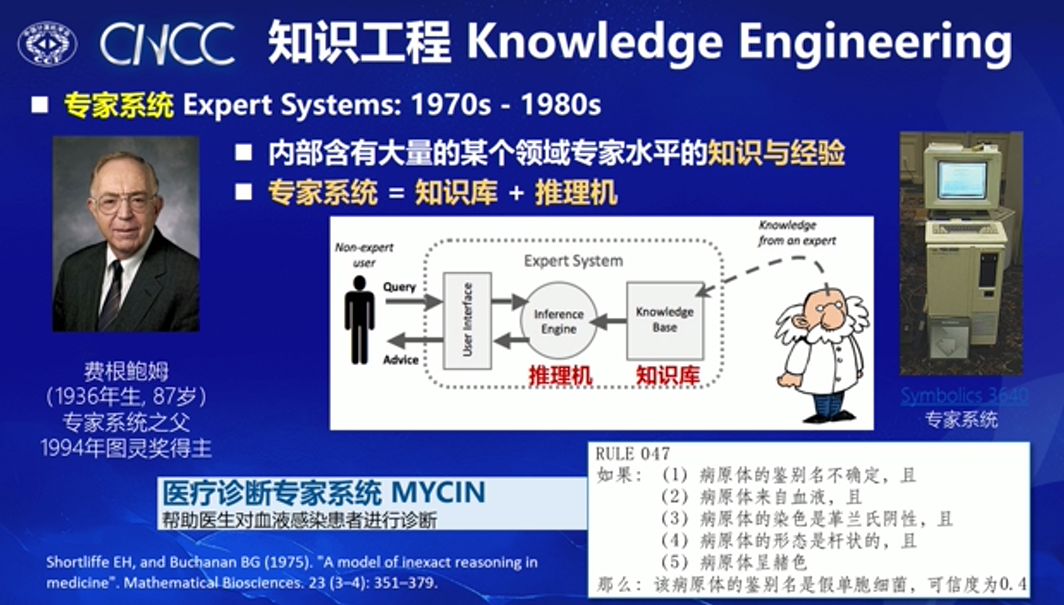 CCF
CNCC
知识工程 Knowledge Engineering
专家系统 Expert Systems: 1970s - 1980s
内部含有大量的某个领域专家水平的知识与经验
专家系统 = 知识库 + 推理机
Non-expert
user
Query
Advice
Expert System
User Interface
Inference
Engine
推理机
Knowledge
Base
知识库
Knowledge
from an expert
费根鲍姆
（1936年生, 87岁）
专家系统之父
1994年图灵奖得主
Symbolics 3640
专家系统
医疗诊断专家系统 MYCIN
帮助医生对血液感染患者进行诊断
Shortliffe EH, and Buchanan BG (1975). "A model of inexact reasoning in
medicine". Mathematical Biosciences. 23 (3–4): 351–379.
RULE 047
如果：（1）病原体的鉴别名不确定，且
（2）病原体来自血液，且
（3）病原体的染色是革兰氏阴性，且
（4）病原体的形态是杆状的，且
（5）病原体呈赭色
那么：该病原体的鉴别名是假单胞细菌，可信度为0.4